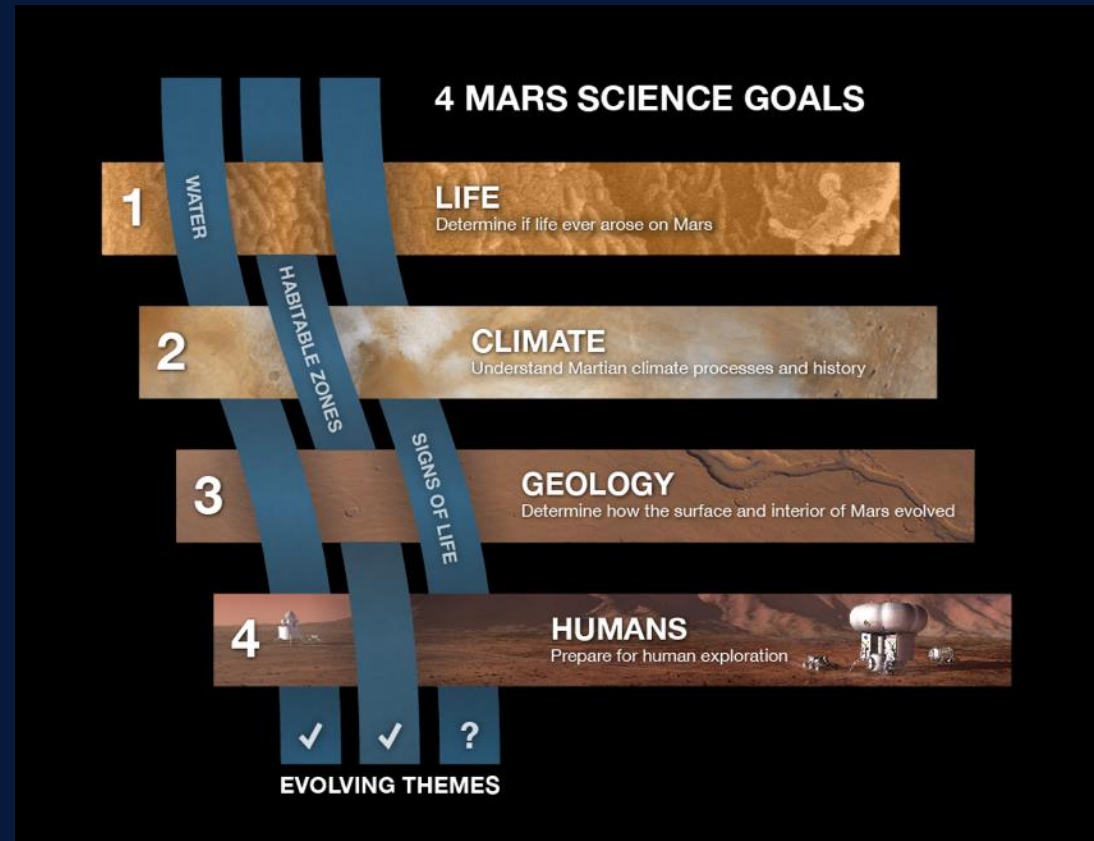 4 MARS SCIENCE GOALS
1
WATER
LIFE
Determine if life ever arose on Mars
HABITABLE ZONES
2
CLIMATE
Understand Martian climate processes and history
SIGNS OF LIFE
3
GEOLOGY
Determine how the surface and interior of Mars evolved
4
HUMANS
Prepare for human exploration
✓ ✓ ?
EVOLVING THEMES